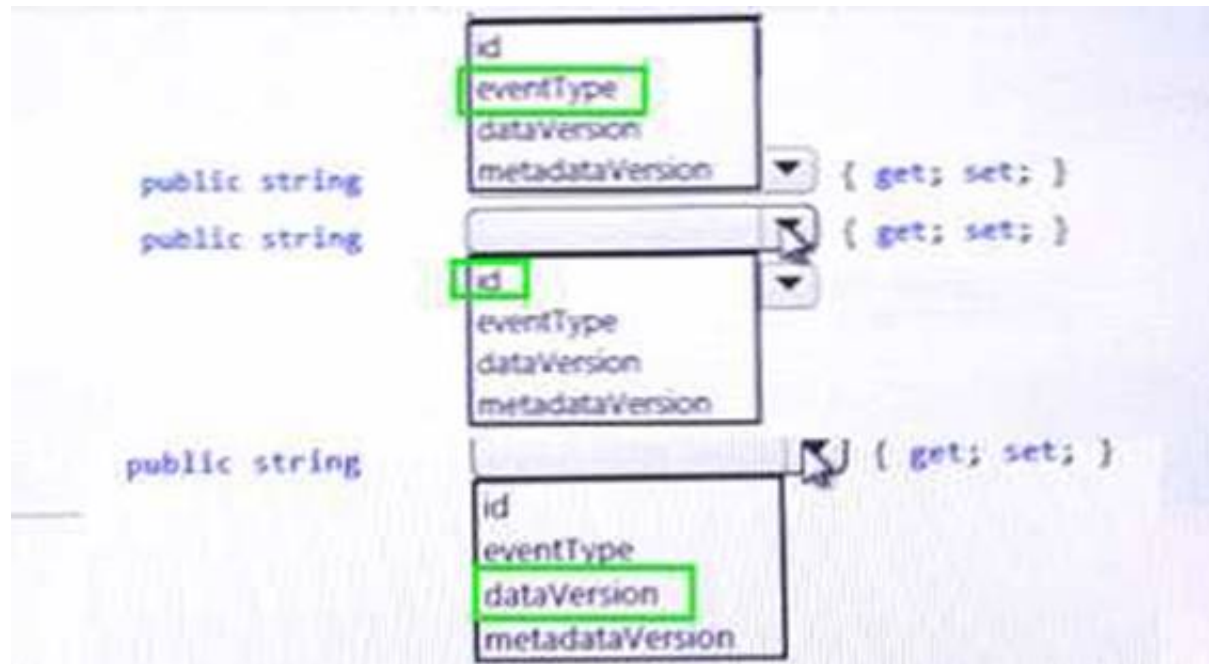 id
eventType
dataVersion
metadataVersion
public string { get; set; }
public string { get; set; }
id
eventType
dataVersion
metadataVersion
public string { get; set; }
id
eventType
dataVersion
metadataVersion